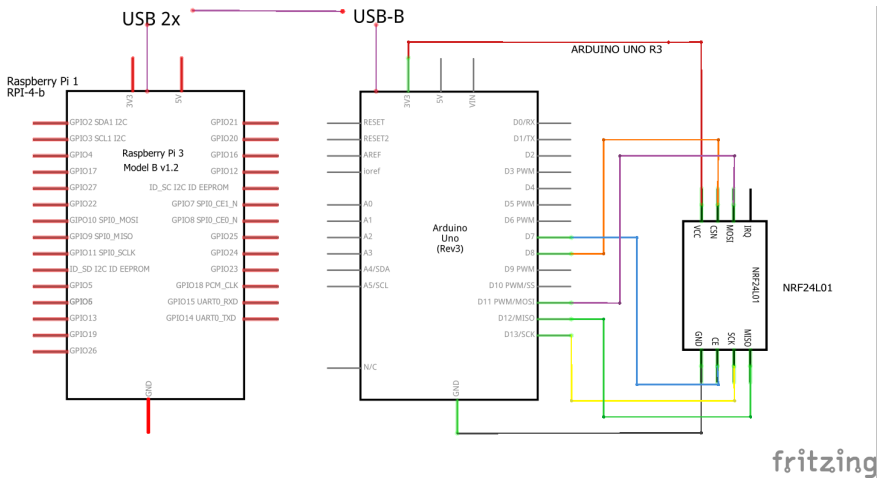 USB 2x
USB-B
ARDUINO UNO R3
Raspberry Pi 1
RPI-4-b
3V3
5V
GPIO2 SDA1 I2C
GPIO3 SCL1 I2C
GPIO4
GPIO17
GPIO27
GPIO22
GIPO10 SPI0_MOSI
GPIO9 SPI0_MISO
GPIO11 SPI0_SCLK
ID_SD I2C ID EEPROM
GPIO5
GPIO6
GPIO13
GPIO19
GPIO26
Raspberry Pi 3
Model B v1.2
GPIO21
GPIO20
GPIO16
GPIO12
ID_SC I2C ID EEPROM
GPIO7 SPI0_CE1_N
GPIO8 SPI0_CE0_N
GPIO25
GPIO24
GPIO23
GPIO18 PCM_CLK
GPIO15 UART0_RXD
GPIO14 UART0_TXD
GND
3V3
5V
VIN
RESET
RESET2
AREF
ioref
A0
A1
A2
A3
A4/SDA
A5/SCL
N/C
Arduino
Uno
(Rev3)
D0/RX
D1/TX
D2
D3 PWM
D4
D5 PWM
D6 PWM
D7
D8
D9 PWM
D10 PWM/SS
D11 PWM/MOSI
D12/MISO
D13/SCK
GND
VCC
CSN
MOSI
IRQ
NRF24L01
GND
CE
SCK
MISO
NRF24L01
fritzing